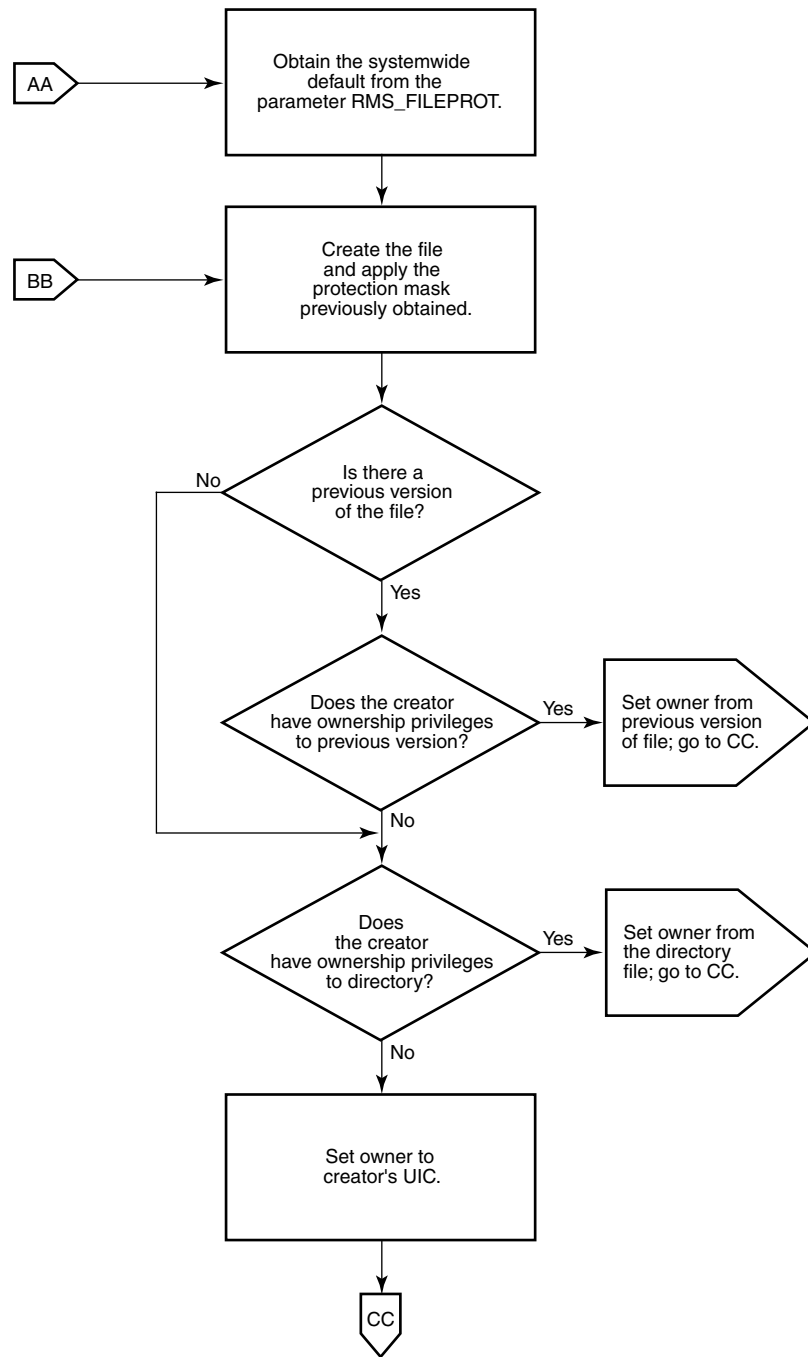 AA
Obtain the systemwide
default from the
parameter RMS_FILEPROT.
BB
Create the file
and apply the
protection mask
previously obtained.
No
Is there a
previous version
of the file?
Yes
Does the creator
have ownership privileges
to previous version?
Yes
Set owner from
previous version
of file; go to CC.
No
Does
the creator
have ownership privileges
to directory?
Yes
Set owner from
the directory
file; go to CC.
No
Set owner to
creator's UIC.
CC